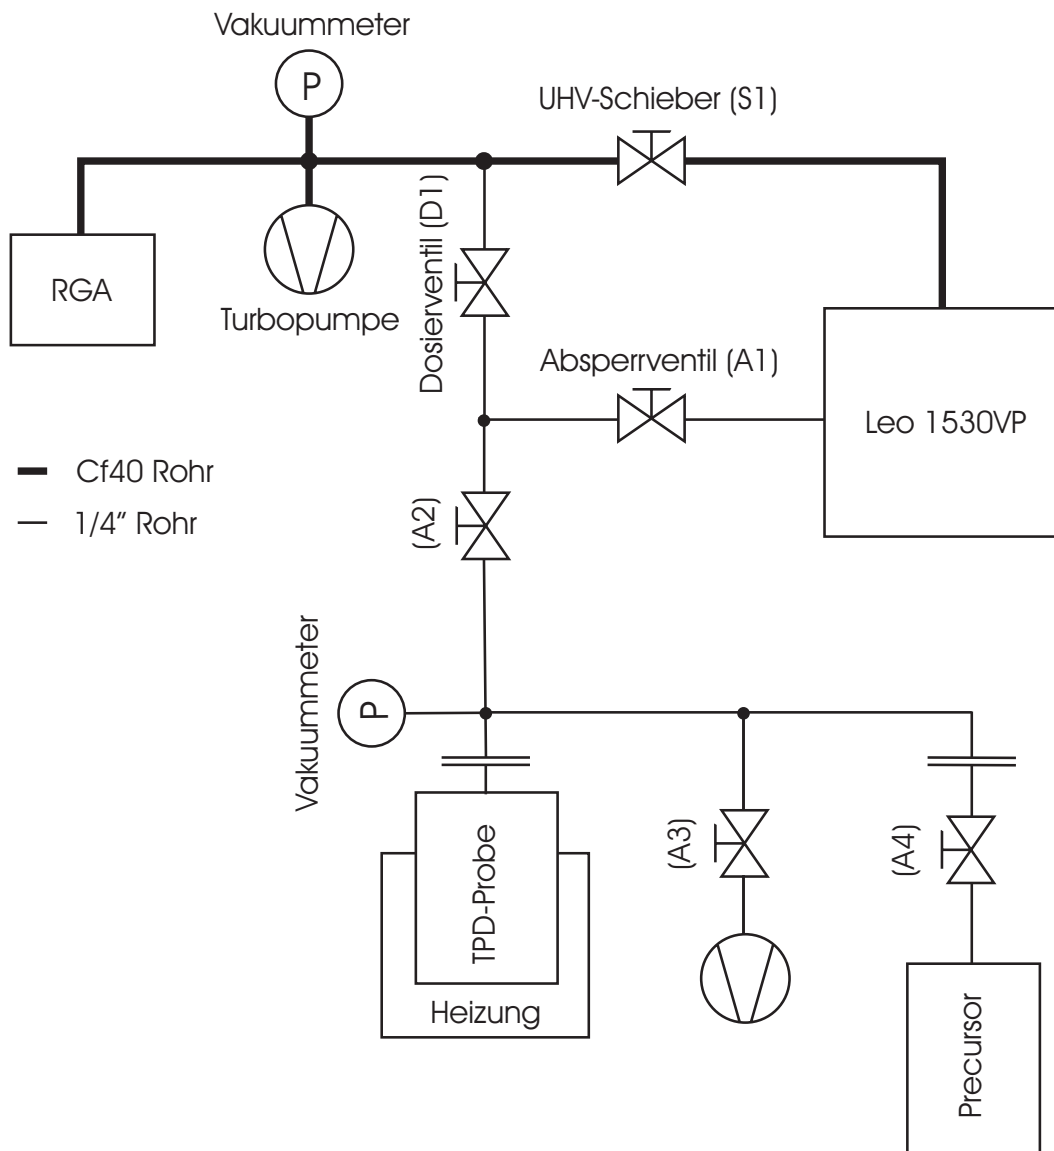 Vakuummeter
P
UHV-Schieber (S1)
Dosierventil (D1)
RGA
Turbopumpe
Absperrventil (A1)
Leo 1530VP
Cf40 Rohr
1/4” Rohr
(A2)
Vakuummeter
P
TPD-Probe
Heizung
(A3)
(A4)
Precursor